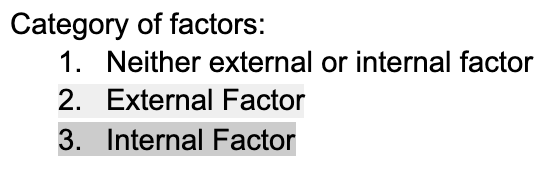 Category of factors:
1. Neither external or internal factor
2. External Factor
3. Internal Factor